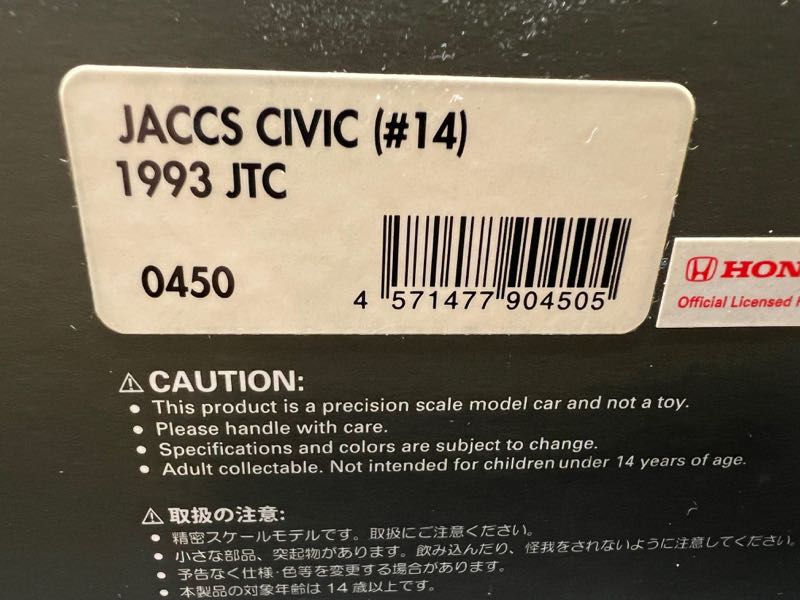 JACCS CIVIC (#14)
1993 JTC
0450
4 571477 904505
HON
Official Licensed
⚠ CAUTION:
● This product is a precision scale model car and not a toy.
● Please handle with care.
● Specifications and colors are subject to change.
● Adult collectable. Not intended for children under 14 years of age.
⚠ 取扱の注意:
● 精密スケールモデルです。取扱にご注意ください。
● 小さな部品、突起物があります。飲み込んだり、怪我をされないように注意してください。
● 予告なく仕様・色等を変更する場合があります。
● 本製品の対象年齢は14歳以上です。